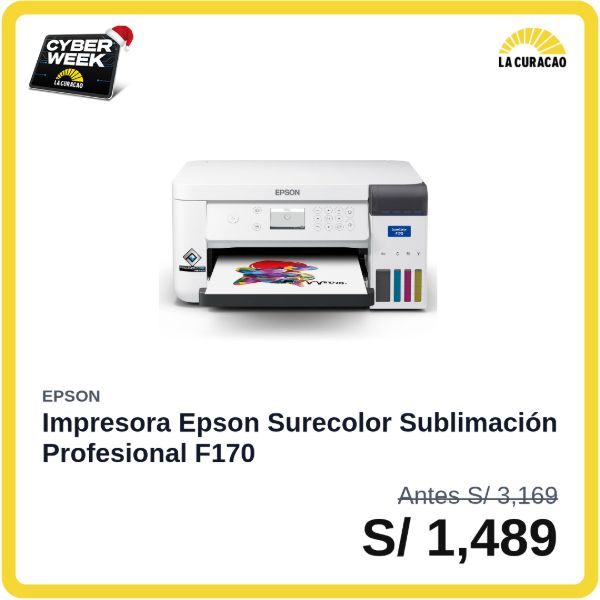 CYBER
WEEK
LA CURACAO
LA CURACAO
EPSON
EPSON
Impresora Epson Surecolor Sublimación
Profesional F170
Antes S/ 3,169
S/ 1,489